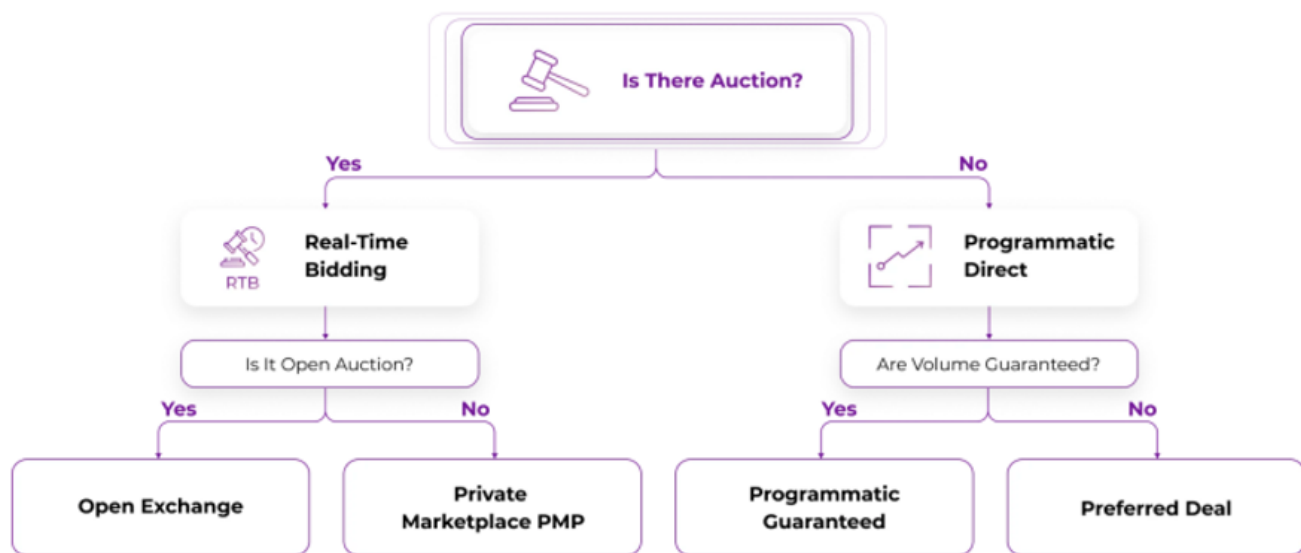 Is There Auction?
Yes
No
Real-Time
Bidding
RTB
Programmatic
Direct
Is It Open Auction?
Are Volume Guaranteed?
Yes
No
Yes
No
Open Exchange
Private
Marketplace PMP
Programmatic
Guaranteed
Preferred Deal